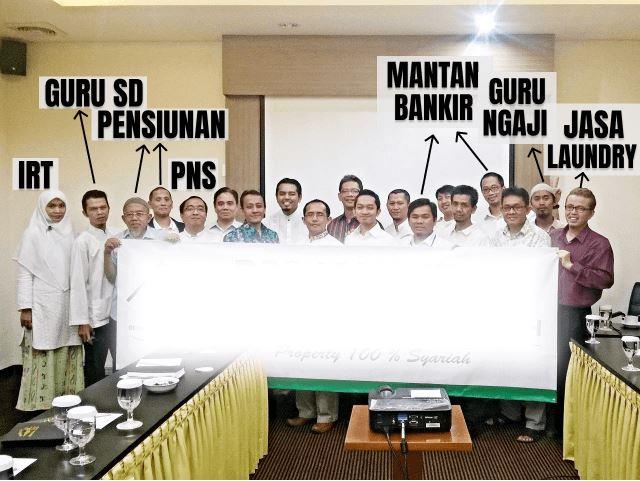 GURU SD
PENSIUNAN
IRT
PNS
MANTAN
BANKIR
GURU
NGAJI
JASA
LAUNDRY
Property 100 % Syariah